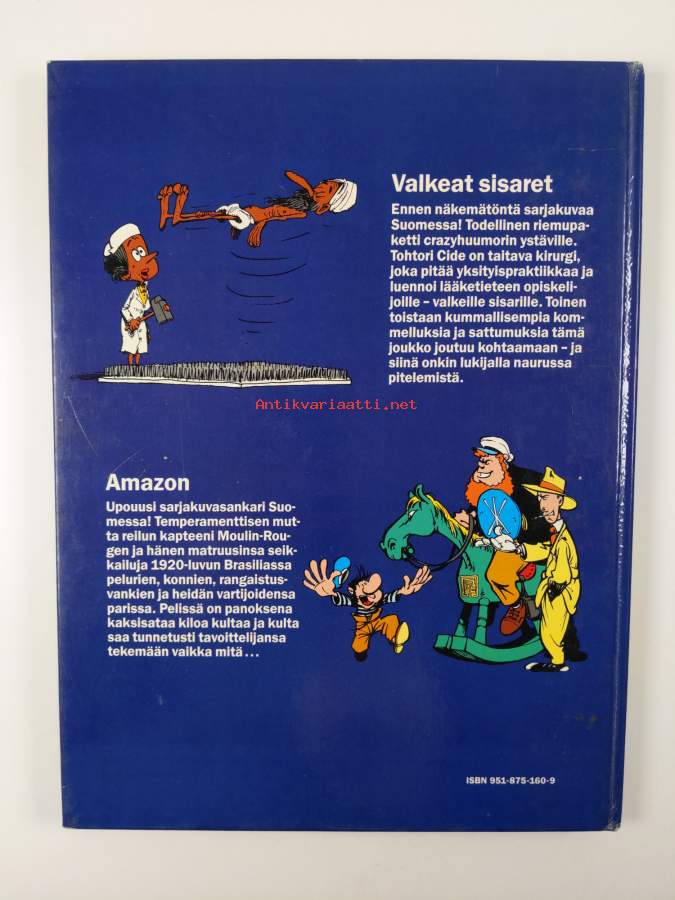 Valkeat sisaret
Ennen näkemätöntä sarjakuvaa
Suomessa! Todellinen riemupa-
ketti crazyhuumorin ystäville.
Tohtori Cide on taitava kirurgi,
joka pitää yksityispraktiikkaa ja
luennoi lääketieteen opiskeli-
joille – valkeille sisarille. Toinen
toistaan kummallisempia kom-
melluksia ja sattumuksia tämä
joukko joutuu kohtaamaan – ja
siinä onkin lukijalla naurussa
pitelemistä.
Antikvariaatti.net
Amazon
Upouusi sarjakuvasankari Suo-
messa! Temperamenttisen mut-
ta reilun kapteeni Moulin-Rou-
gen ja hänen matruusinsa seik-
kailuja 1920-luvun Brasiliassa
pelurien, konnien, rangaistus-
vankien ja heidän vartijoidensa
parissa. Pelissä on panoksena
kaksisataa kiloa kultaa ja kulta
saa tunnetusti tavoittelijansa
tekemään vaikka mitä...
ISBN 951-875-160-9